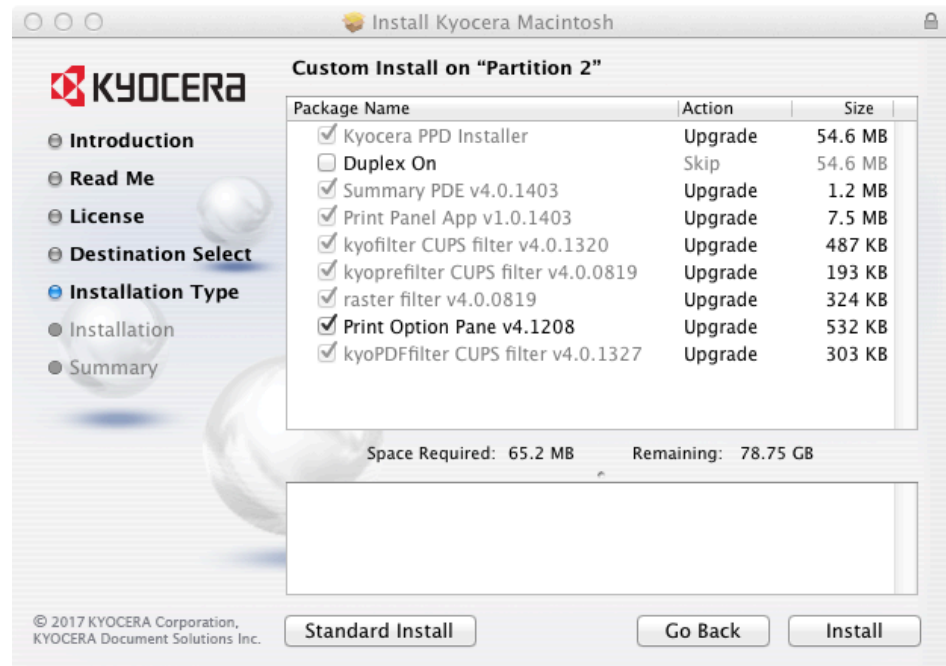 Install Kyocera Macintosh
KYOCERA
Introduction
Read Me
License
Destination Select
Installation Type
Installation
Summary
Custom Install on “Partition 2”
Package Name Action Size
Kyocera PPD Installer Upgrade 54.6 MB
Duplex On Skip 54.6 MB
Summary PDE v4.0.1403 Upgrade 1.2 MB
Print Panel App v1.0.1403 Upgrade 7.5 MB
kyofilter CUPS filter v4.0.1320 Upgrade 487 KB
kyoprefilter CUPS filter v4.0.0819 Upgrade 193 KB
raster filter v4.0.0819 Upgrade 324 KB
Print Option Pane v4.1208 Upgrade 532 KB
kyoPDFfilter CUPS filter v4.0.1327 Upgrade 303 KB
Space Required: 65.2 MB Remaining: 78.75 GB
© 2017 KYOCERA Corporation,
KYOCERA Document Solutions Inc.
Standard Install Go Back Install